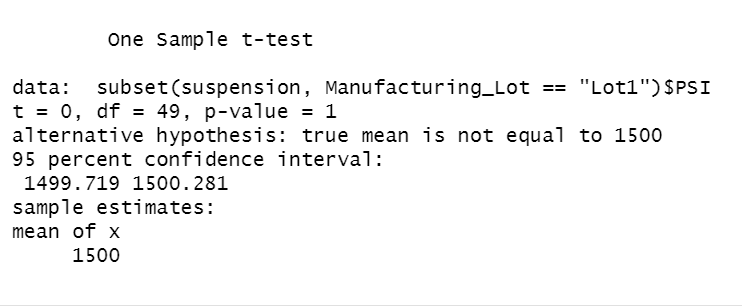 One Sample t-test
data:  subset(suspension, Manufacturing_Lot == "Lot1")$PSI
t = 0, df = 49, p-value = 1
alternative hypothesis: true mean is not equal to 1500
95 percent confidence interval:
1499.719 1500.281
sample estimates:
mean of x
1500